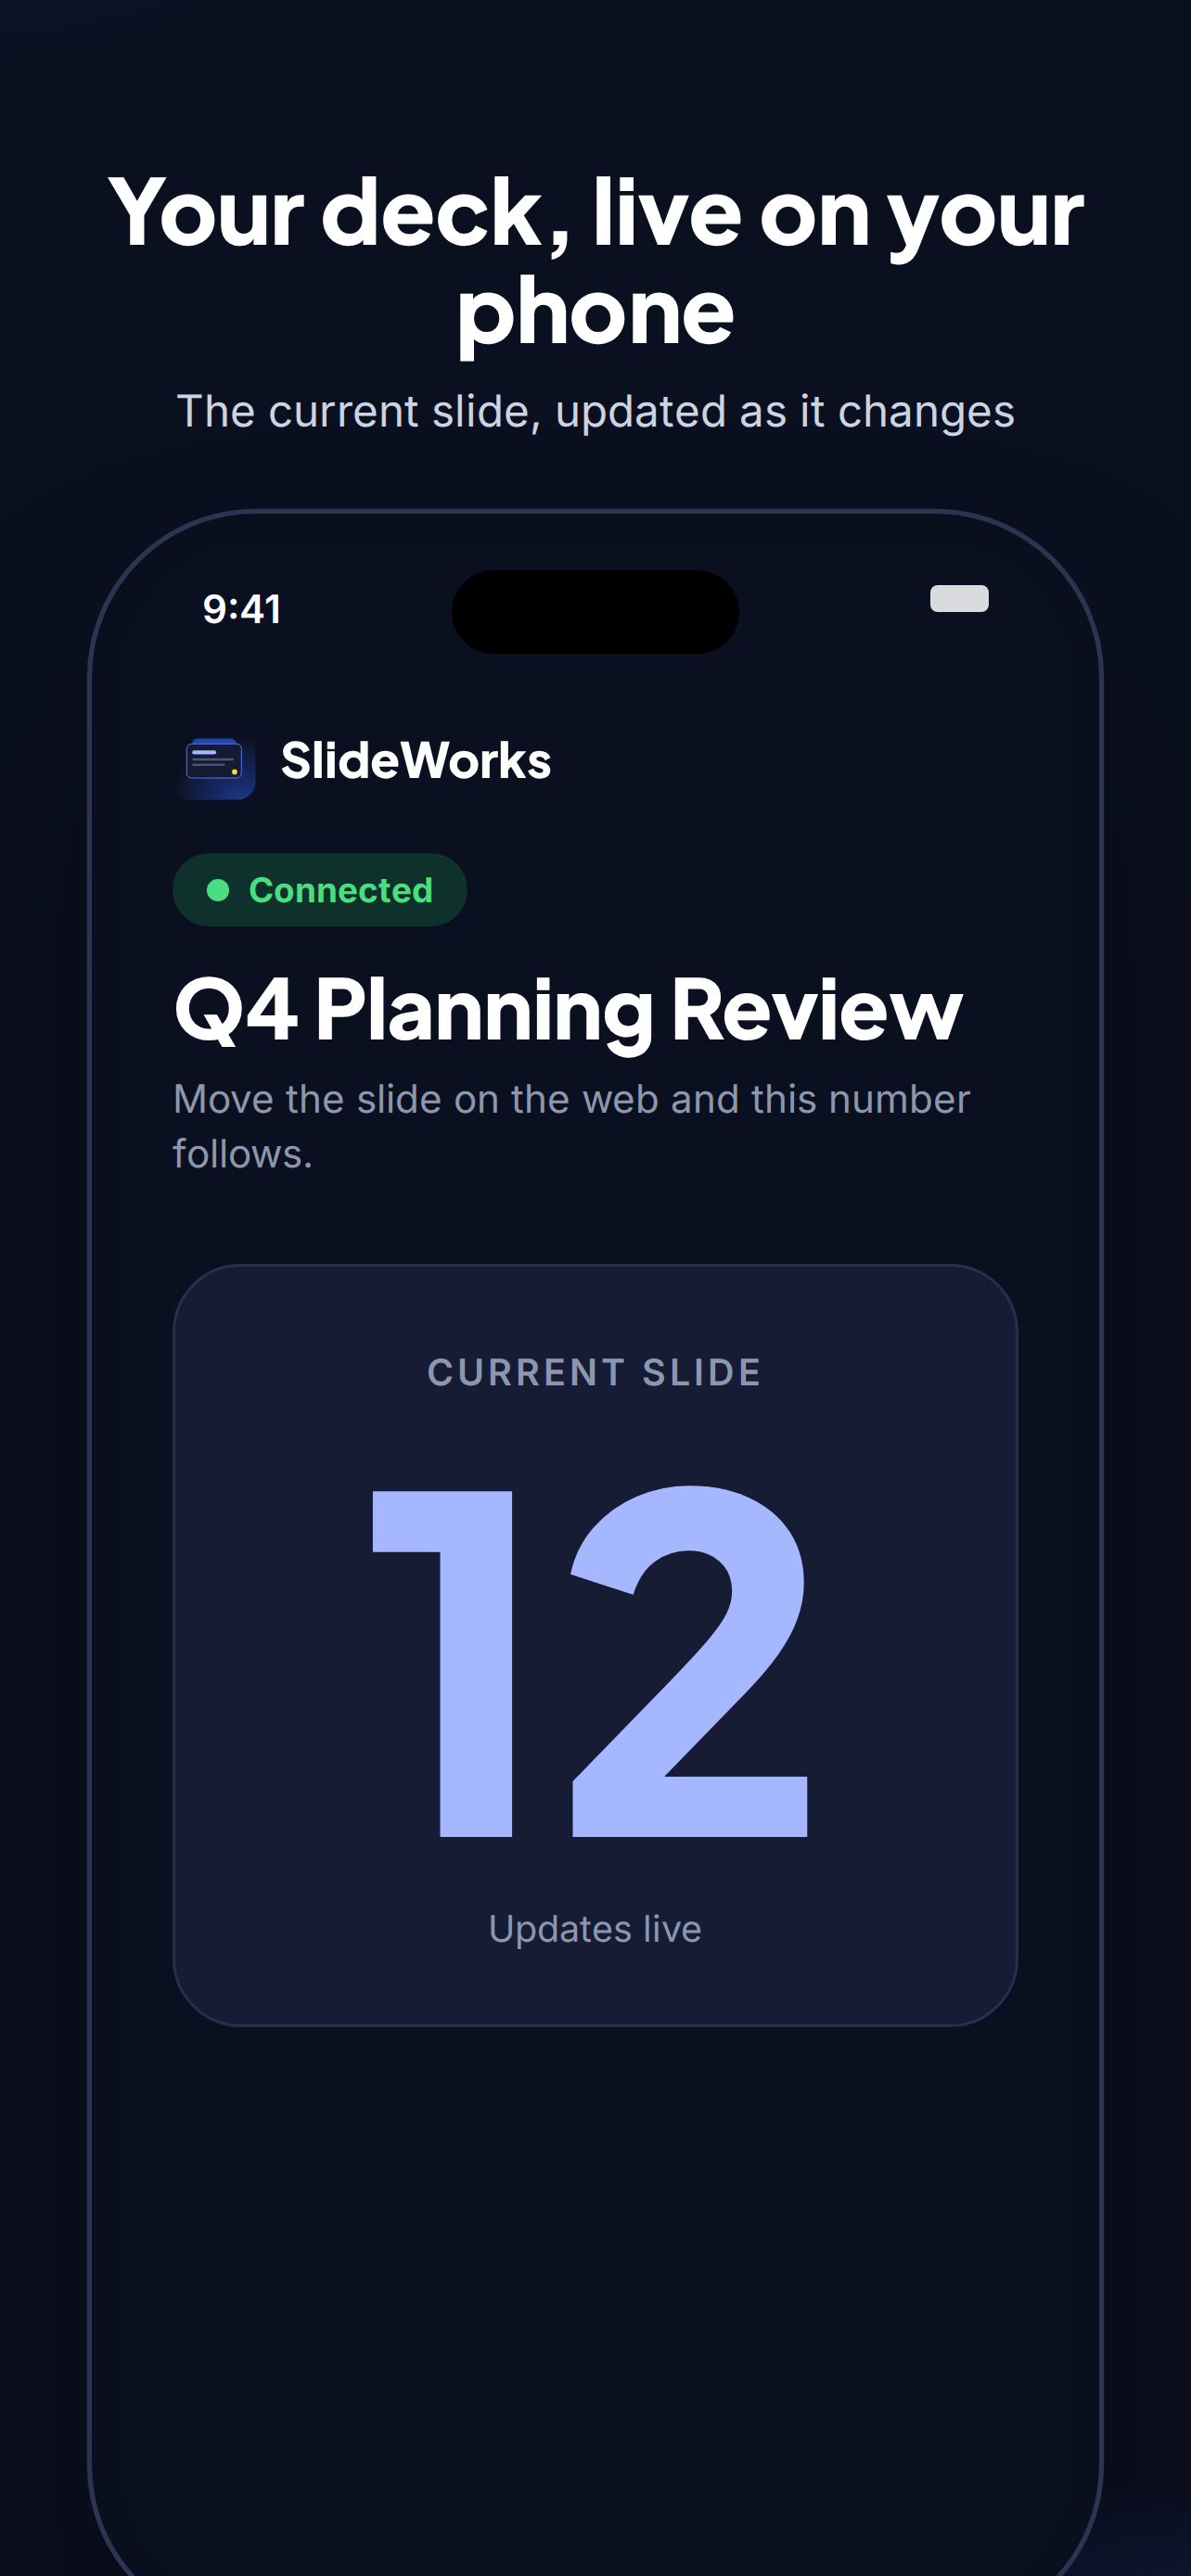 Your deck, live on your
phone
The current slide, updated as it changes
9:41
SlideWorks
Connected
Q4 Planning Review
Move the slide on the web and this number
follows.
CURRENT SLIDE
12
Updates live